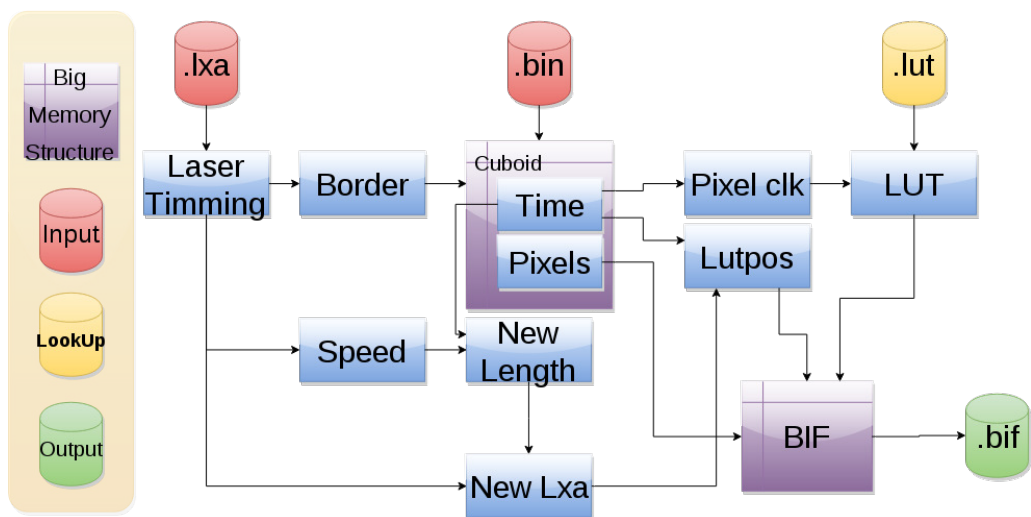 Big
Memory
Structure
Input
LookUp
Output
.lxa
.bin
.lut
Laser
Timming
Border
Cuboid
Time
Pixels
Pixel clk
LUT
Lutpos
Speed
New
Length
BIF
.bif
New Lxa